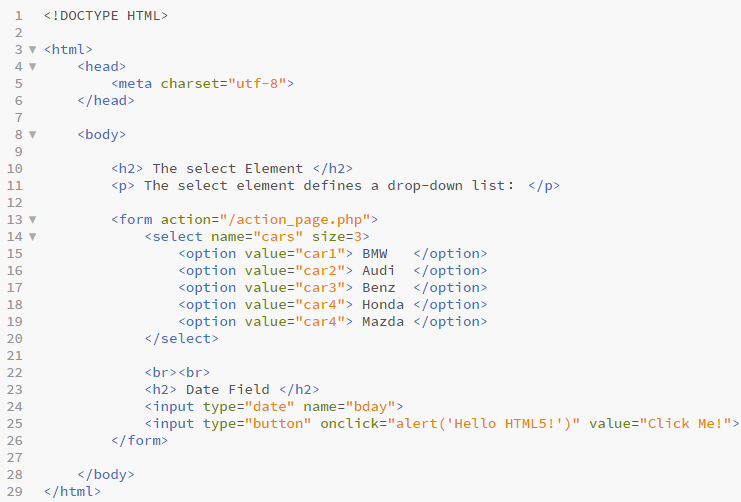 1 <!DOCTYPE HTML>
2
3 <html>
4     <head>
5         <meta charset="utf-8">
6     </head>
7
8     <body>
9
10         <h2> The select Element </h2>
11         <p> The select element defines a drop-down list: </p>
12
13         <form action="/action_page.php">
14             <select name="cars" size=3>
15                 <option value="car1"> BMW   </option>
16                 <option value="car2"> Audi  </option>
17                 <option value="car3"> Benz  </option>
18                 <option value="car4"> Honda </option>
19                 <option value="car4"> Mazda </option>
20             </select>
21
22             <br><br>
23             <h2> Date Field </h2>
24             <input type="date" name="bday">
25             <input type="button" onclick="alert('Hello HTML5!')" value="Click Me!">
26         </form>
27
28     </body>
29 </html>